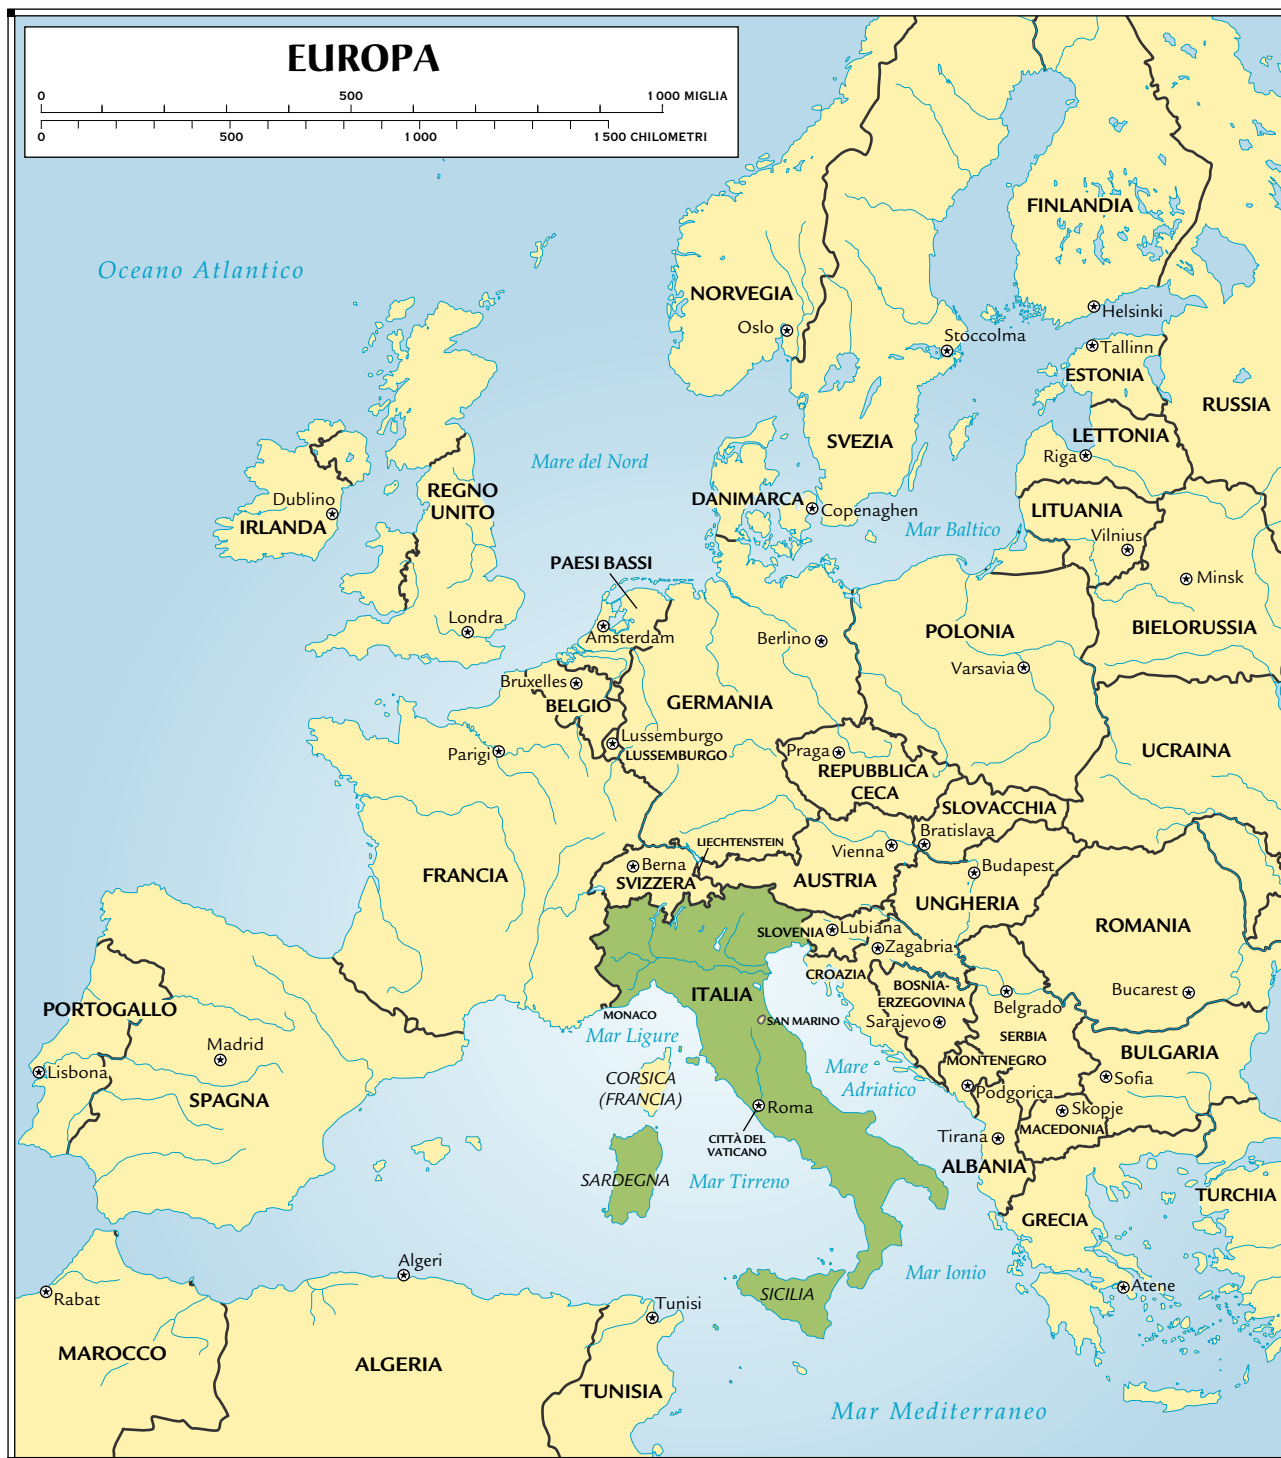 EUROPA
0 500 1 000 MIGLIA
0 500 1 000 1 500 CHILOMETRI
FINLANDIA
Oceano Atlantico
NORVEGIA
Helsinki
Oslo
Stoccolma
Tallinn
ESTONIA
RUSSIA
LETTONIA
SVEZIA
Riga
Mare del Nord
REGNO
UNITO
Dublino
IRLANDA
DANIMARCA
Copenaghen
LITUANIA
Mar Baltico
Vilnius
PAESI BASSI
Minsk
Londra
Amsterdam
Berlino
POLONIA
BIELORUSSIA
Varsavia
Bruxelles
BELGIO
GERMANIA
Lussemburgo
LUSSEMBURGO
Parigi
Praga
REPUBBLICA
CECA
UCRAINA
SLOVACCHIA
Bratislava
LIECHTENSTEIN
Vienna
Berna
SVIZZERA
FRANCIA
AUSTRIA
Budapest
UNGHERIA
ROMANIA
SLOVENIA
Lubiana
Zagabria
CROAZIA
BOSNIA-
ERZEGOVINA
ITALIA
Belgrado
Bucarest
PORTOGALLO
MONACO
SAN MARINO
Sarajevo
Mar Ligure
SERBIA
Madrid
Lisbona
MONTENEGRO
BULGARIA
Mare
Adriatico
CORSICA
(FRANCIA)
Sofia
SPAGNA
Podgorica
Roma
Skopje
MACEDONIA
CITTÀ DEL
VATICANO
Tirana
ALBANIA
SARDEGNA
Mar Tirreno
TURCHIA
GRECIA
Algeri
Mar Ionio
Rabat
SICILIA
Atene
Tunisi
MAROCCO
ALGERIA
TUNISIA
Mar Mediterraneo